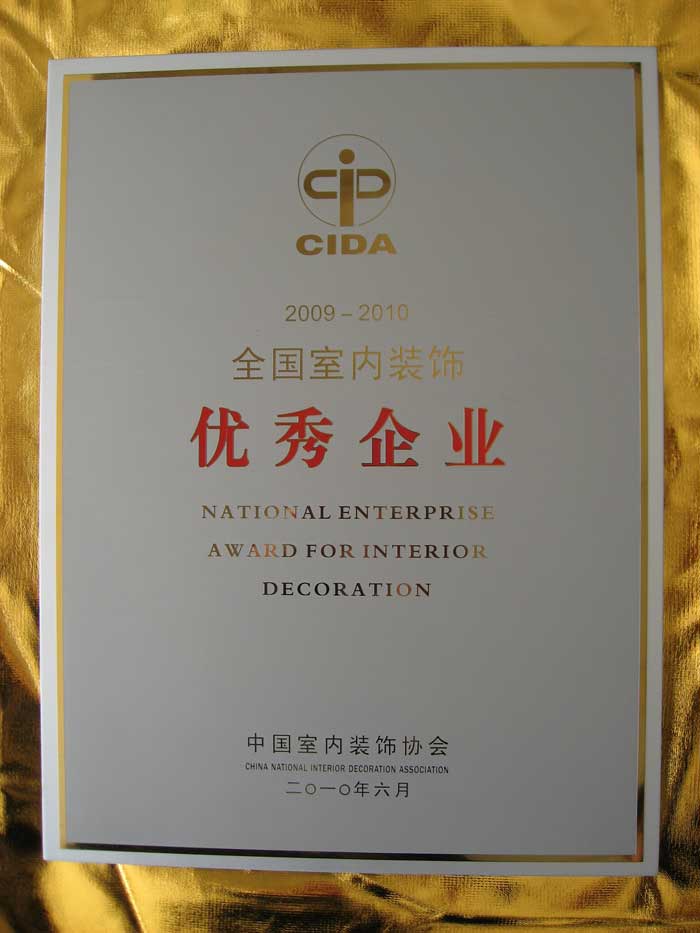 CIDA
2009 – 2010
全国室内装饰
优秀企业
NATIONAL ENTERPRISE
AWARD FOR INTERIOR
DECORATION
中国室内装饰协会
CHINA NATIONAL INTERIOR DECORATION ASSOCIATION
二〇一〇年六月